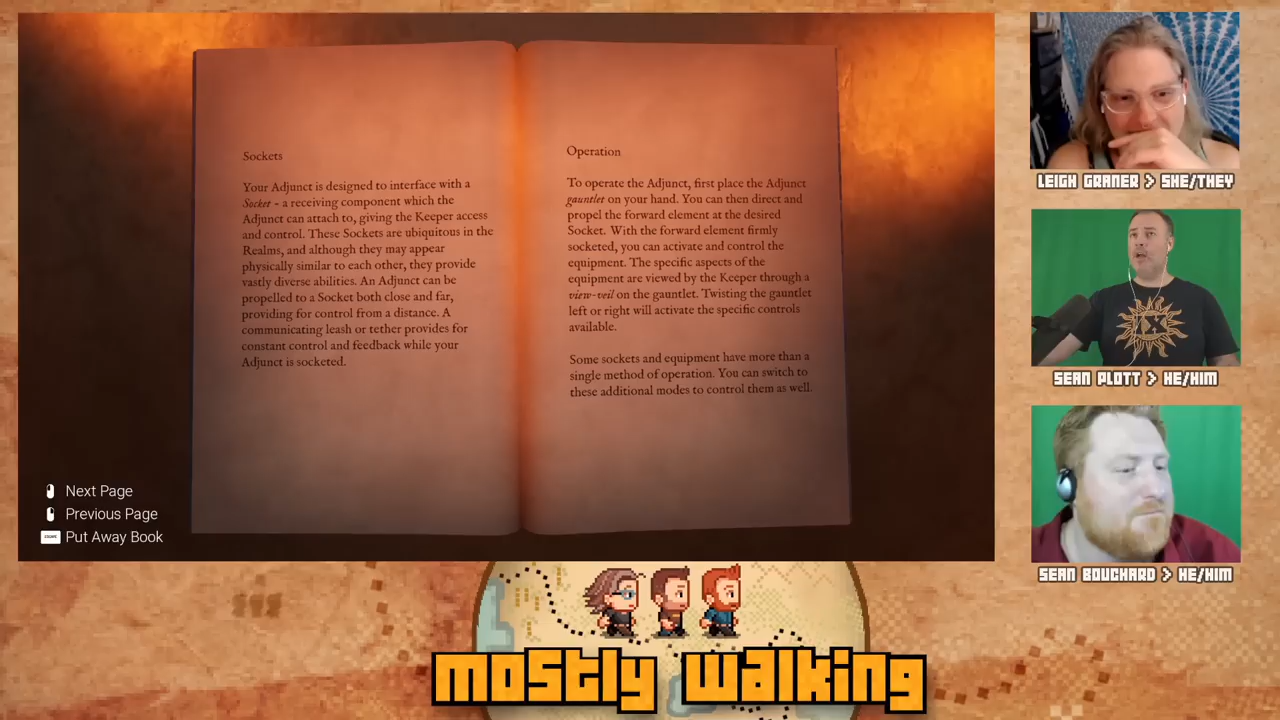 Sockets
Your Adjunct is designed to interface with a
Socket - a receiving component which the
Adjunct can attach to, giving the Keeper access
and control. These Sockets are ubiquitous in the
Realms, and although they may appear
physically similar to each other, they provide
vastly diverse abilities. An Adjunct can be
propelled to a Socket both close and far,
providing for control from a distance. A
communicating leash or tether provides for
constant control and feedback while your
Adjunct is socketed.
Operation
To operate the Adjunct, first place the Adjunct
gauntlet on your hand. You can then direct and
propel the forward element at the desired
Socket. With the forward element firmly
socketed, you can activate and control the
equipment. The specific aspects of the
equipment are viewed by the Keeper through a
view-veil on the gauntlet. Twisting the gauntlet
left or right will activate the specific controls
available.
Some sockets and equipment have more than a
single method of operation. You can switch to
these additional modes to control them as well.
Next Page
Previous Page
Put Away Book
LEIGH GRANER > SHE/THEY
SEAN PLOTT > HE/HIM
SEAN BOUCHARD > HE/HIM
mostly walking